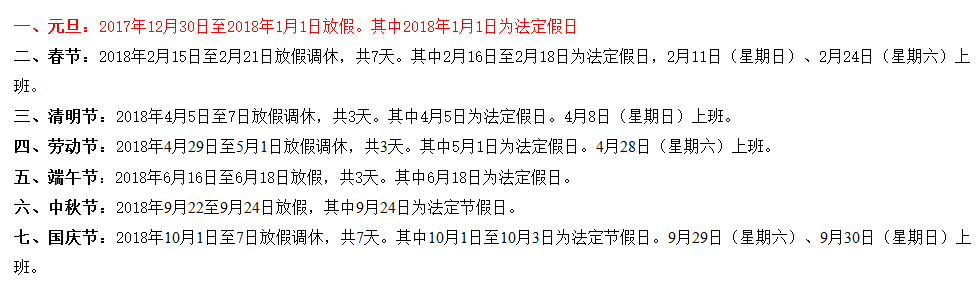 一、元旦：2017年12月30日至2018年1月1日放假。其中2018年1月1日为法定假日
二、春节：2018年2月15日至2月21日放假调休，共7天。其中2月16日至2月18日为法定假日，2月11日（星期日）、2月24日（星期六）上
班。
三、清明节：2018年4月5日至7日放假调休，共3天。其中4月5日为法定假日。4月8日（星期日）上班。
四、劳动节：2018年4月29日至5月1日放假调休，共3天。其中5月1日为法定假日。4月28日（星期六）上班。
五、端午节：2018年6月16日至6月18日放假，共3天。其中6月18日为法定假日。
六、中秋节：2018年9月22至9月24日放假，其中9月24日为法定节假日。
七、国庆节：2018年10月1日至7日放假调休，共7天。其中10月1日至10月3日为法定节假日。9月29日（星期六）、9月30日（星期日）上
班。